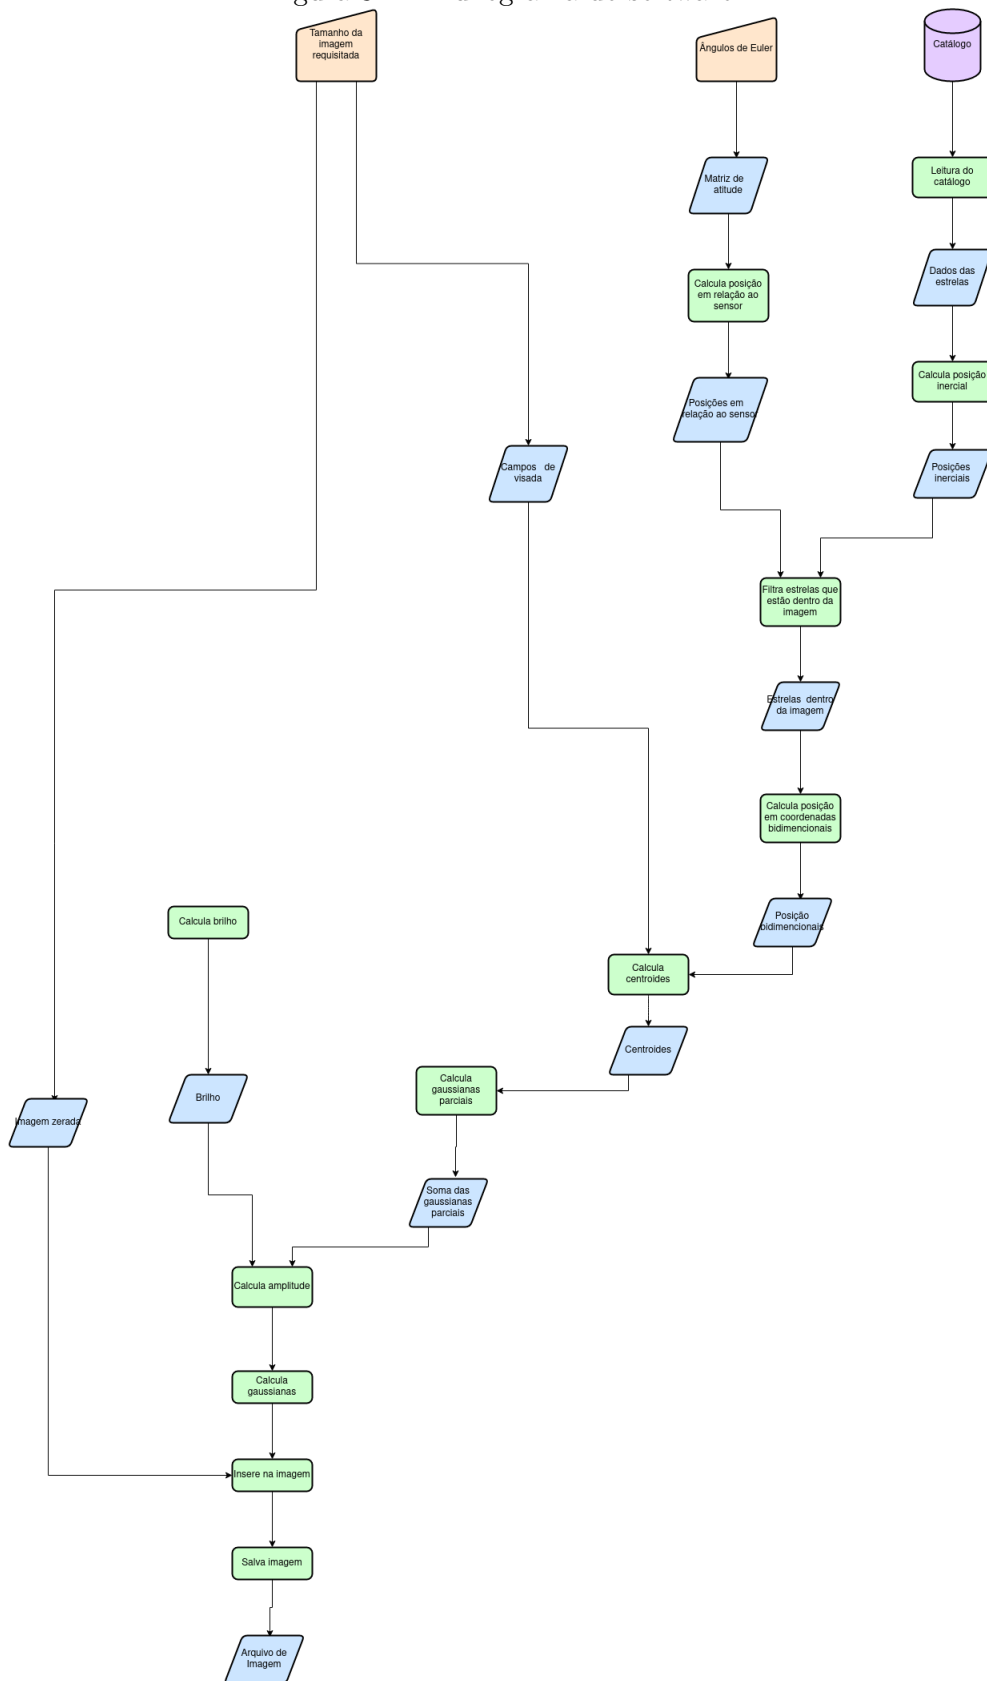 Tamanho da
imagem
requisitada
Ângulos de Euler
Catálogo
Matriz de
atitude
Leitura do
catálogo
Calcula posição
em relação ao
sensor
Dados das
estrelas
Calcula posição
inercial
Posições em
relação ao sensor
Campos de
visada
Posições
inerciais
Filtra estrelas que
estão dentro da
imagem
Estrelas dentro
da imagem
Calcula posição
em coordenadas
bidimencionais
Calcula brilho
Posição
bidimencionais
Calcula
centroides
Centroides
Calcula
gaussianas
parciais
Brilho
Imagem zerada
Soma das
gaussianas
parciais
Calcula amplitude
Calcula
gaussianas
Insere na imagem
Salva imagem
Arquivo de
Imagem